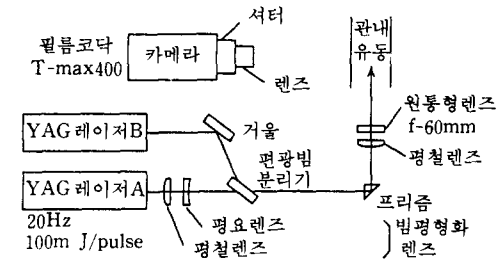 셔터
필름코닥
T-max400
카메라
렌즈
관내
유동
YAG레이저B
거울
원통형렌즈
f-60mm
평철렌즈
편광빔
분리기
YAG레이저A
20Hz
100m J/pulse
평요렌즈
평철렌즈
프리즘
빔평형화
렌즈